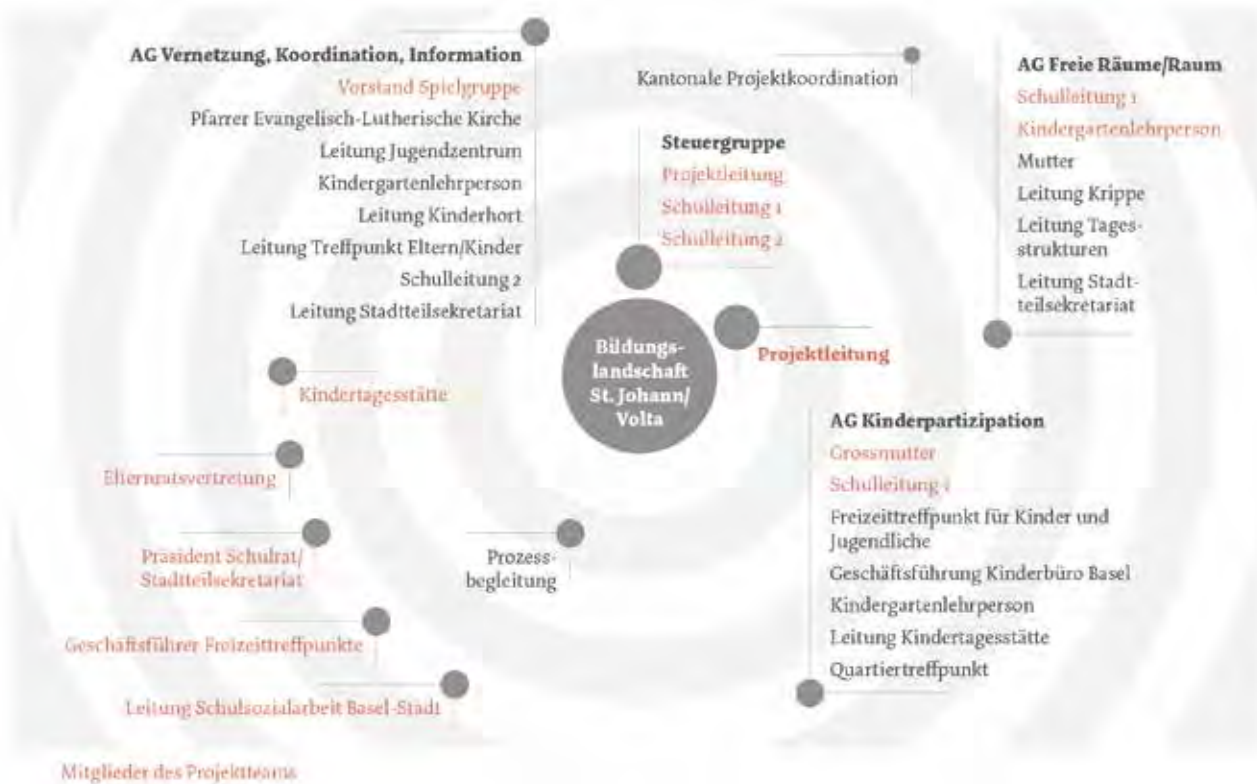 AG Vernetzung, Koordination, Information
Vorstand Spielgruppe
Pfarrer Evangelisch-Lutherische Kirche
Leitung Jugendzentrum
Kindergartenlehrperson
Leitung Kinderhort
Leitung Treffpunkt Eltern/Kinder
Schulleitung 2
Leitung Stadtteilsekretariat
Kantonale Projektkoordination
Steuergruppe
Projektleitung
Schulleitung 1
Schulleitung 2
AG Freie Räume/Raum
Schulleitung 1
Kindergartenlehrperson
Mutter
Leitung Krippe
Leitung Tages-
strukturen
Leitung Stadt-
teilsekretariat
Bildungs-
landschaft
St. Johann/
Volta
Projektleitung
Kindertagesstätte
Elternratsvertretung
Präsident Schulrat/
Stadtteilsekretariat
Geschäftsführer Freizeittreffpunkte
Leitung Schulsozialarbeit Basel-Stadt
Prozess-
begleitung
AG Kinderpartizipation
Grossmutter
Schulleitung 1
Freizeittreffpunkt für Kinder und
Jugendliche
Geschäftsführung Kinderbüro Basel
Kindergartenlehrperson
Leitung Kindertagesstätte
Quartiertreffpunkt
Mitglieder des Projektteams